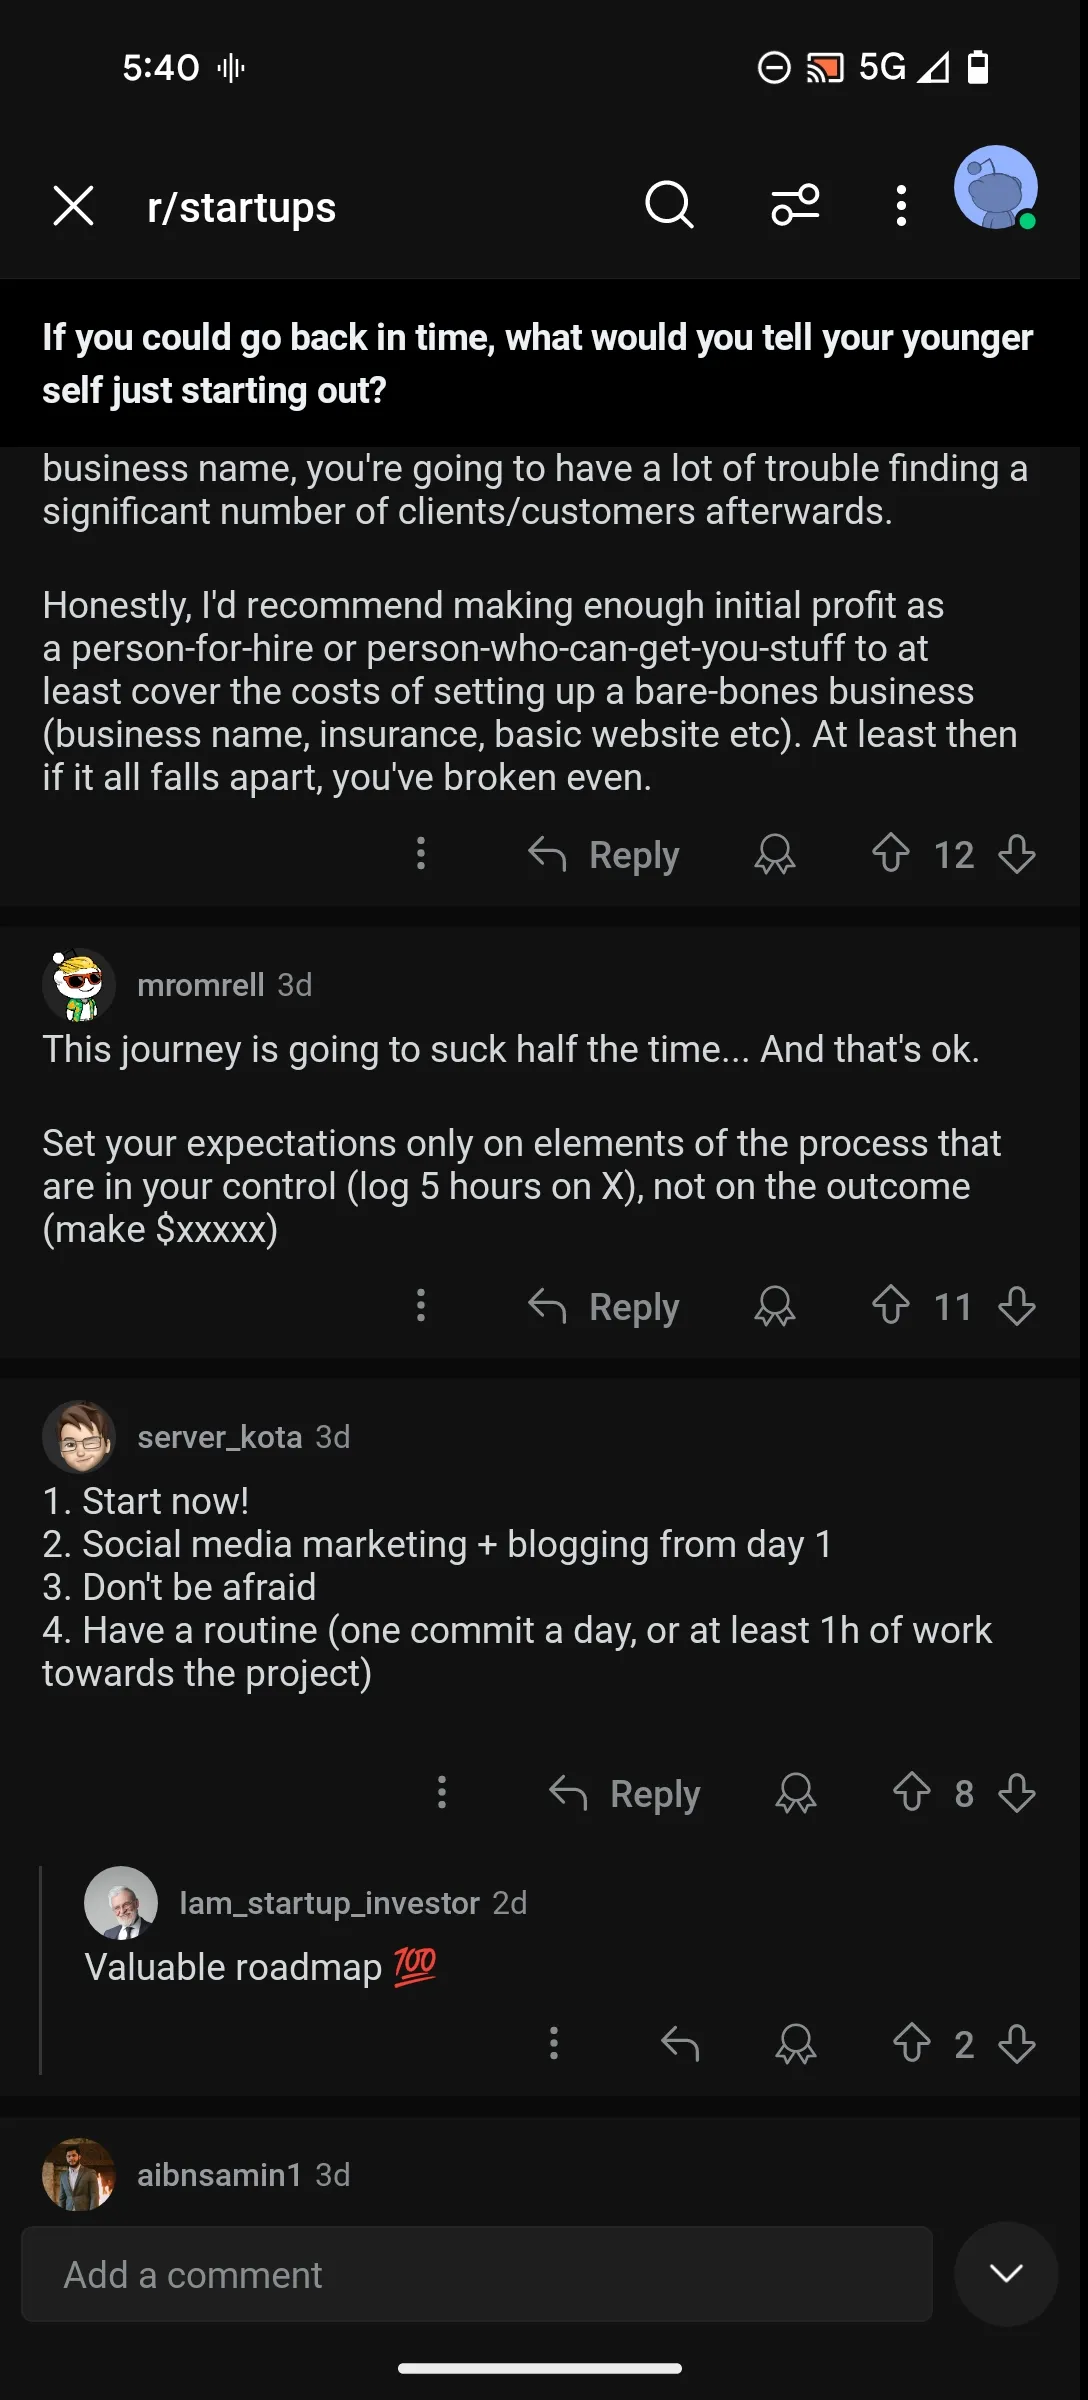 5:40
5G
r/startups
If you could go back in time, what would you tell your younger
self just starting out?
business name, you're going to have a lot of trouble finding a
significant number of clients/customers afterwards.
Honestly, I'd recommend making enough initial profit as
a person-for-hire or person-who-can-get-you-stuff to at
least cover the costs of setting up a bare-bones business
(business name, insurance, basic website etc). At least then
if it all falls apart, you've broken even.
Reply
12
mromrell 3d
This journey is going to suck half the time... And that's ok.
Set your expectations only on elements of the process that
are in your control (log 5 hours on X), not on the outcome
(make $xxxxx)
Reply
11
server_kota 3d
1. Start now!
2. Social media marketing + blogging from day 1
3. Don't be afraid
4. Have a routine (one commit a day, or at least 1h of work
towards the project)
Reply
8
Iam_startup_investor 2d
Valuable roadmap 💯
2
aibnsamin1 3d
Add a comment